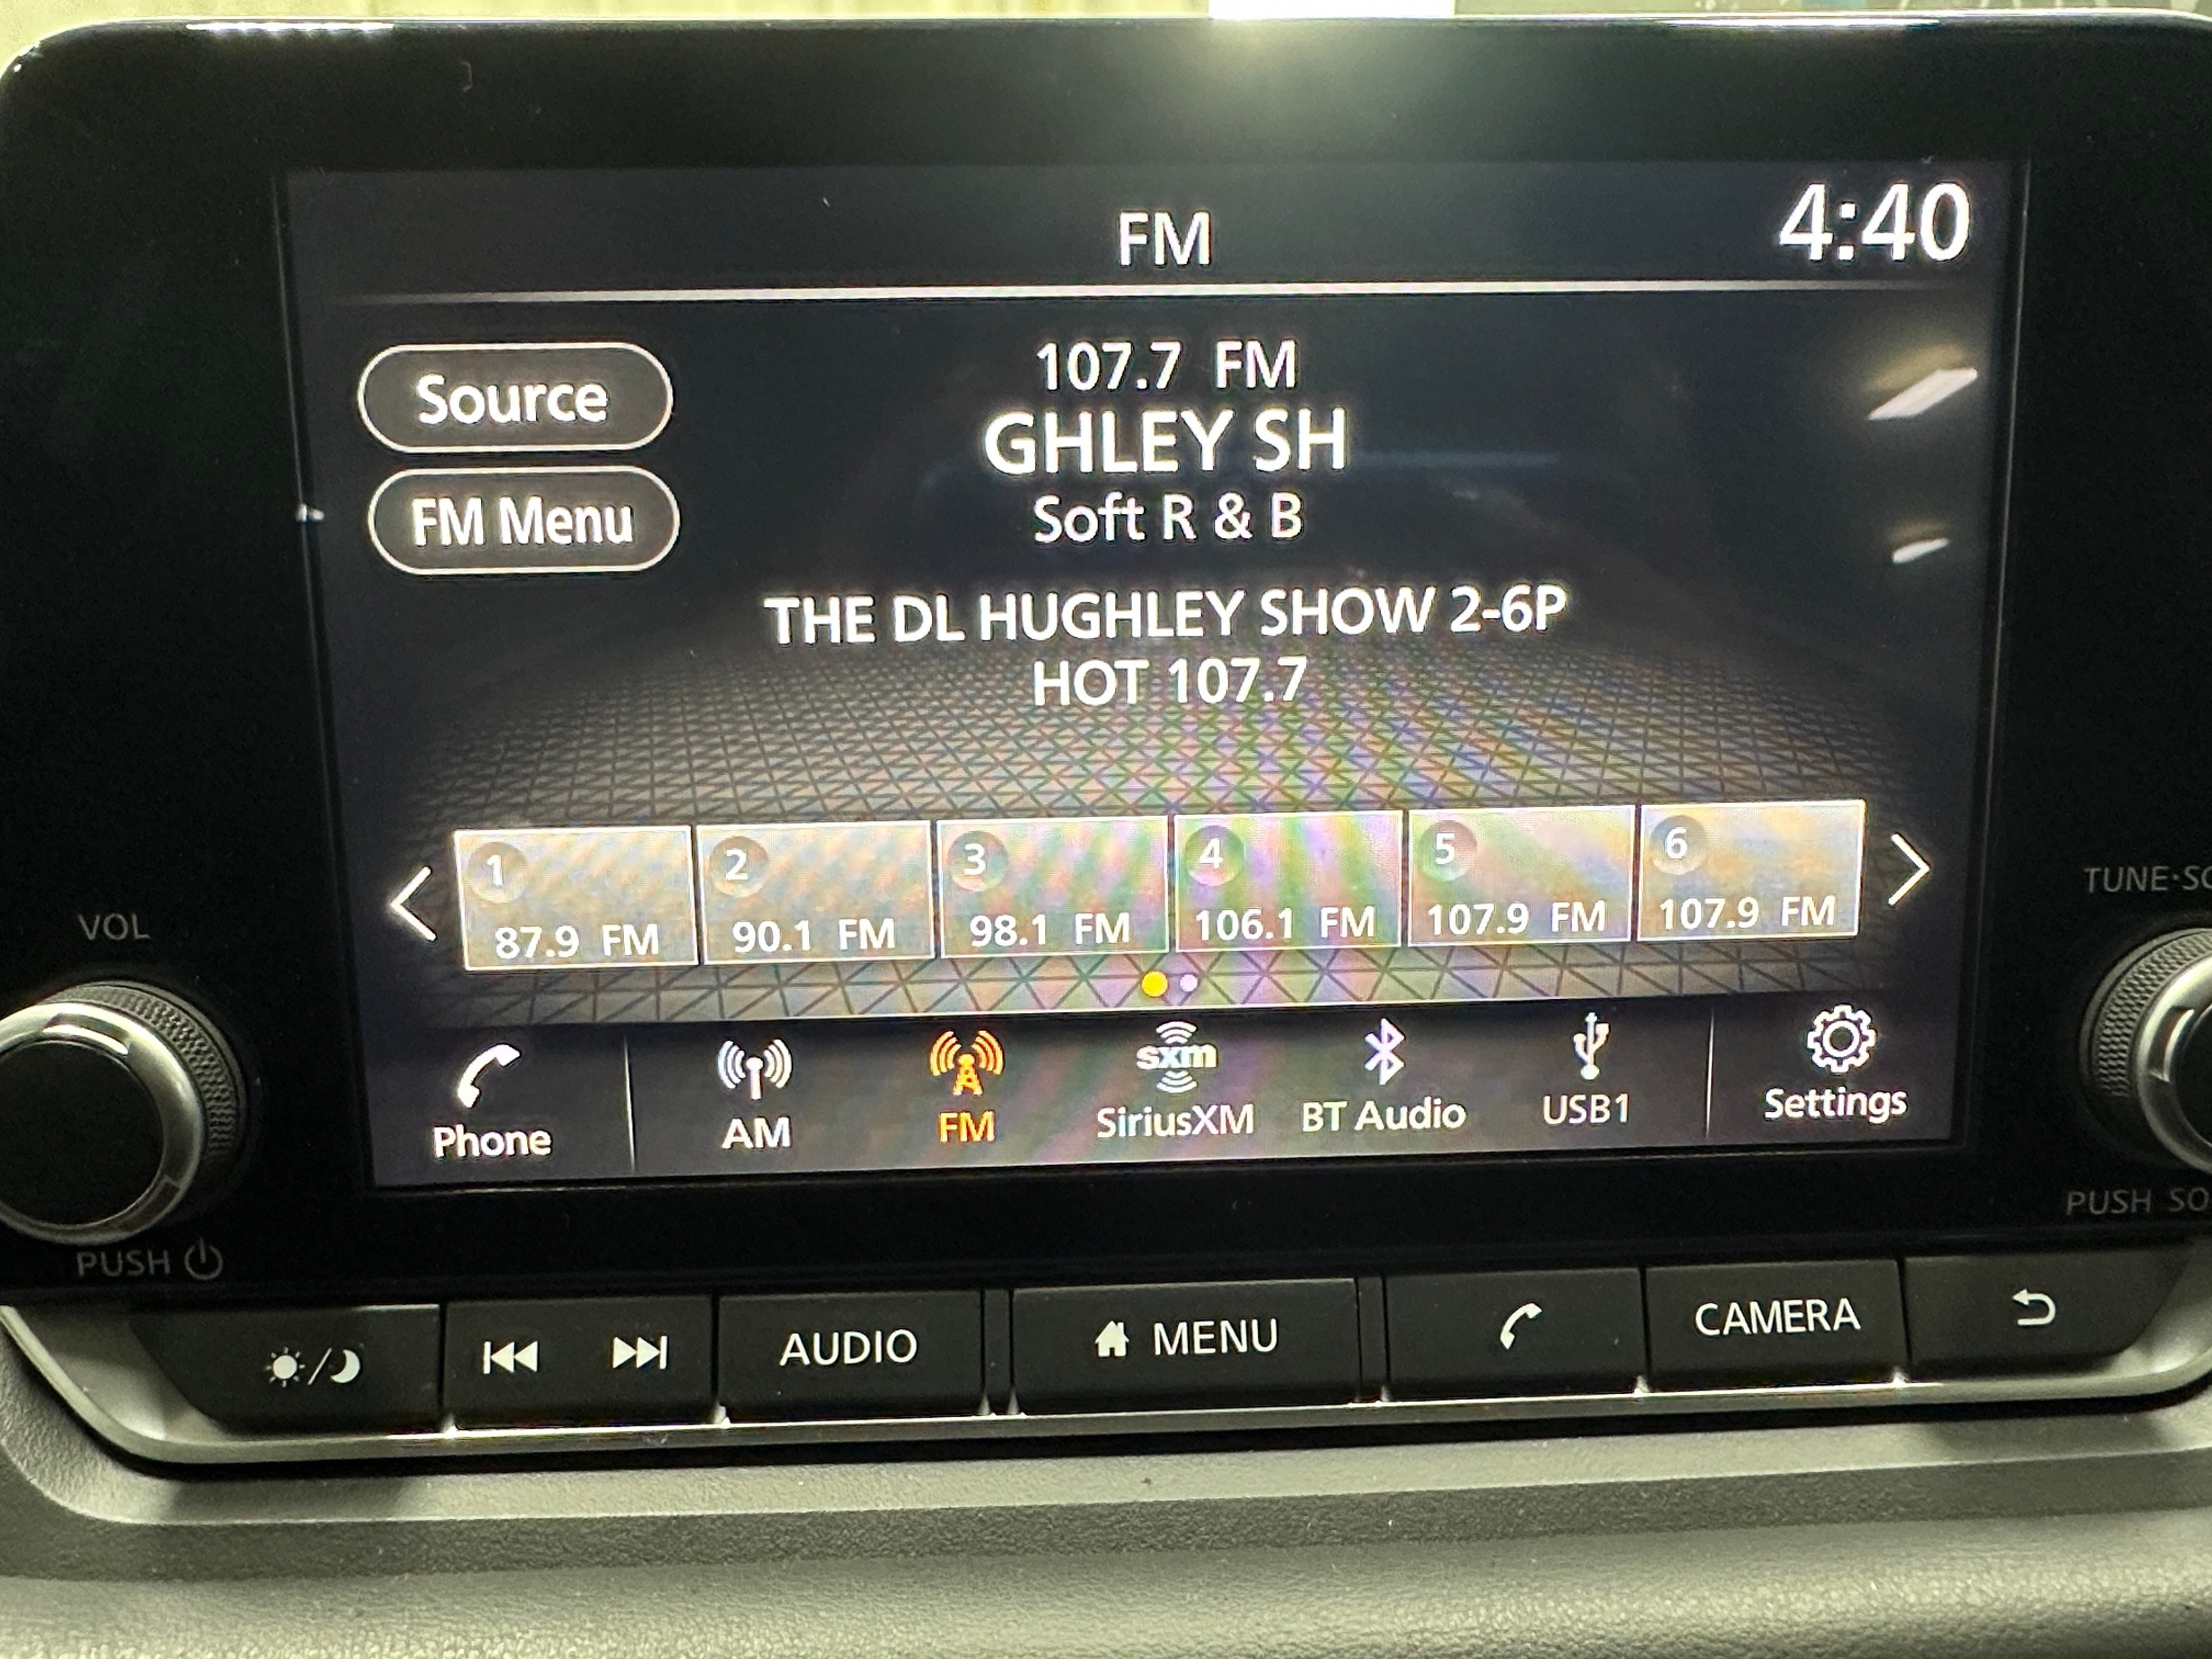 FM
4:40
Source
107.7 FM
GHLEY SH
FM Menu
Soft R & B
THE DL HUGHLEY SHOW 2-6P
HOT 107.7
1
87.9 FM
2
90.1 FM
3
98.1 FM
4
106.1 FM
5
107.9 FM
6
107.9 FM
VOL
TUNE·SC
Phone
AM
FM
sxm
SiriusXM
BT Audio
USB1
Settings
PUSH
PUSH SO
AUDIO
MENU
CAMERA